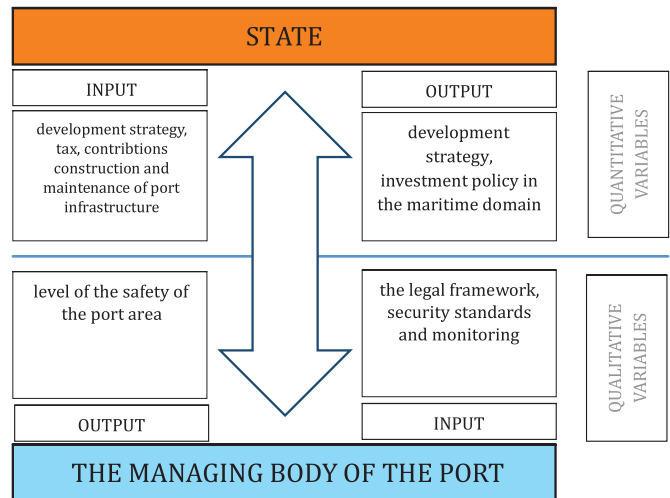 STATE
INPUT
development strategy,
tax, contribtions
construction and
maintenance of port
infrastructure
OUTPUT
development
strategy,
investment policy in
the maritime domain
QUANTITATIVE
VARIABLES
level of the safety of
the port area
OUTPUT
the legal framework,
security standards
and monitoring
INPUT
QUALITATIVE
VARIABLES
THE MANAGING BODY OF THE PORT